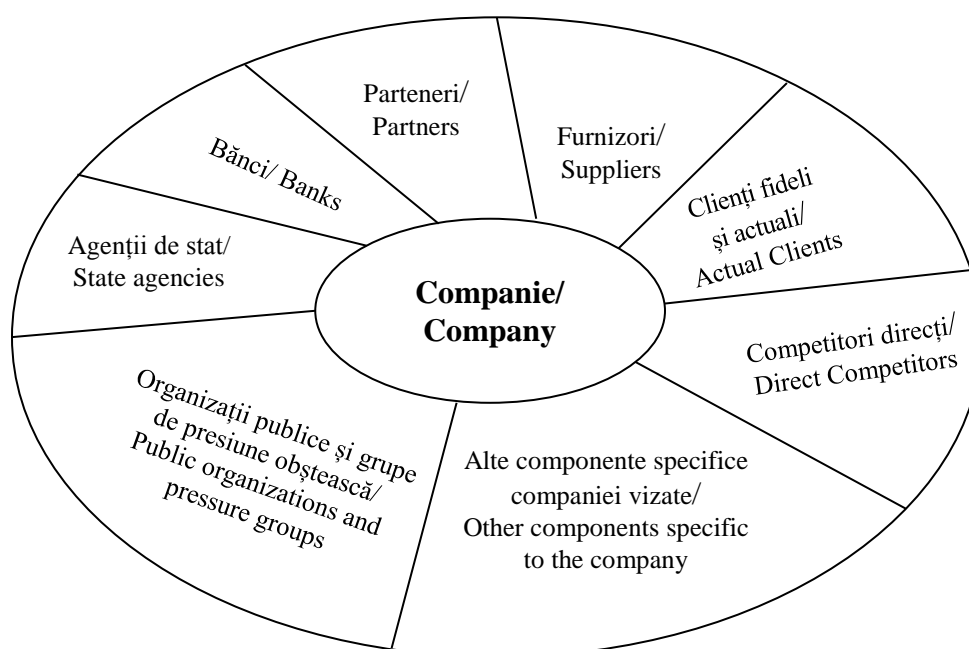 Parteneri/
Partners
Furnizori/
Suppliers
Bănci/ Banks
Clienți fideli
și actuali/
Actual Clients
Agenții de stat/
State agencies
Companie/
Company
Competitori direcți/
Direct Competitors
Organizații publice și grupe
de presiune obștească/
Public organizations and
pressure groups
Alte componente specifice
companiei vizate/
Other components specific
to the company